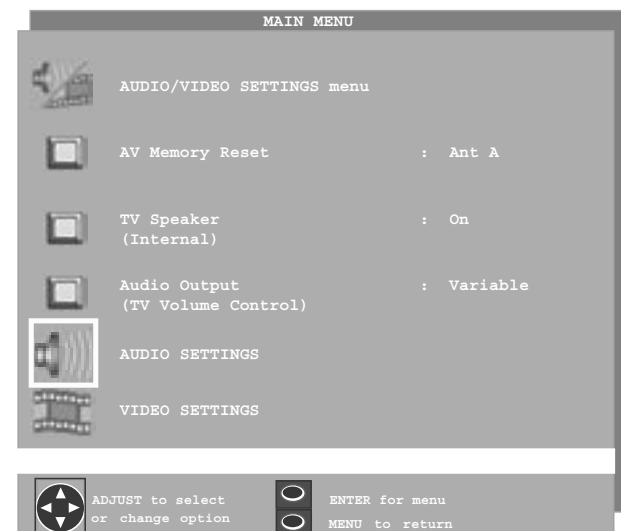 MAIN MENU
AUDIO/VIDEO SETTINGS menu
AV Memory Reset : Ant A
TV Speaker : On
(Internal)
Audio Output : Variable
(TV Volume Control)
AUDIO SETTINGS
VIDEO SETTINGS
ADJUST to select ENTER for menu
or change option MENU to return